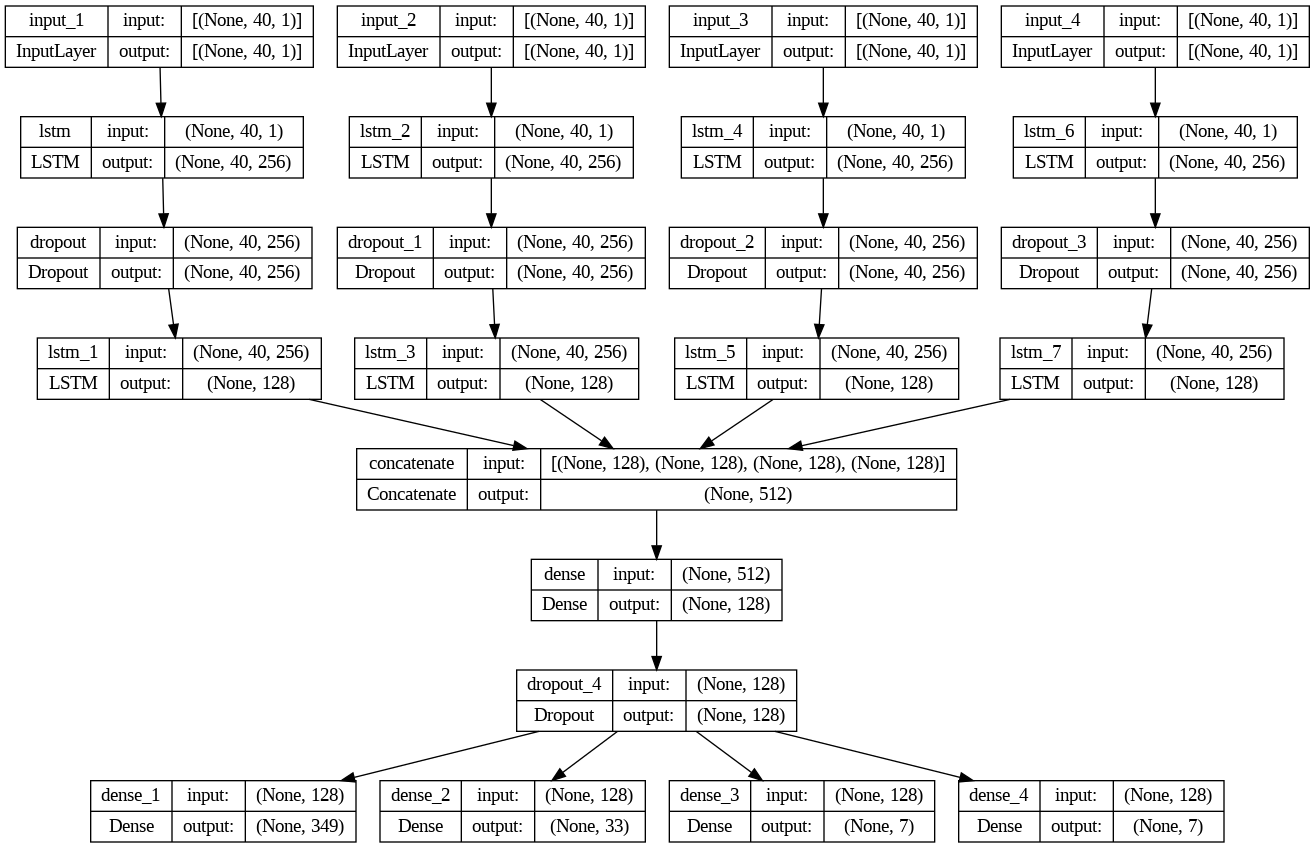 input_1 input: [(None, 40, 1)]
InputLayer output: [(None, 40, 1)]
input_2 input: [(None, 40, 1)]
InputLayer output: [(None, 40, 1)]
input_3 input: [(None, 40, 1)]
InputLayer output: [(None, 40, 1)]
input_4 input: [(None, 40, 1)]
InputLayer output: [(None, 40, 1)]
lstm input: (None, 40, 1)
LSTM output: (None, 40, 256)
lstm_2 input: (None, 40, 1)
LSTM output: (None, 40, 256)
lstm_4 input: (None, 40, 1)
LSTM output: (None, 40, 256)
lstm_6 input: (None, 40, 1)
LSTM output: (None, 40, 256)
dropout input: (None, 40, 256)
Dropout output: (None, 40, 256)
dropout_1 input: (None, 40, 256)
Dropout output: (None, 40, 256)
dropout_2 input: (None, 40, 256)
Dropout output: (None, 40, 256)
dropout_3 input: (None, 40, 256)
Dropout output: (None, 40, 256)
lstm_1 input: (None, 40, 256)
LSTM output: (None, 128)
lstm_3 input: (None, 40, 256)
LSTM output: (None, 128)
lstm_5 input: (None, 40, 256)
LSTM output: (None, 128)
lstm_7 input: (None, 40, 256)
LSTM output: (None, 128)
concatenate input: [(None, 128), (None, 128), (None, 128), (None, 128)]
Concatenate output: (None, 512)
dense input: (None, 512)
Dense output: (None, 128)
dropout_4 input: (None, 128)
Dropout output: (None, 128)
dense_1 input: (None, 128)
Dense output: (None, 349)
dense_2 input: (None, 128)
Dense output: (None, 33)
dense_3 input: (None, 128)
Dense output: (None, 7)
dense_4 input: (None, 128)
Dense output: (None, 7)